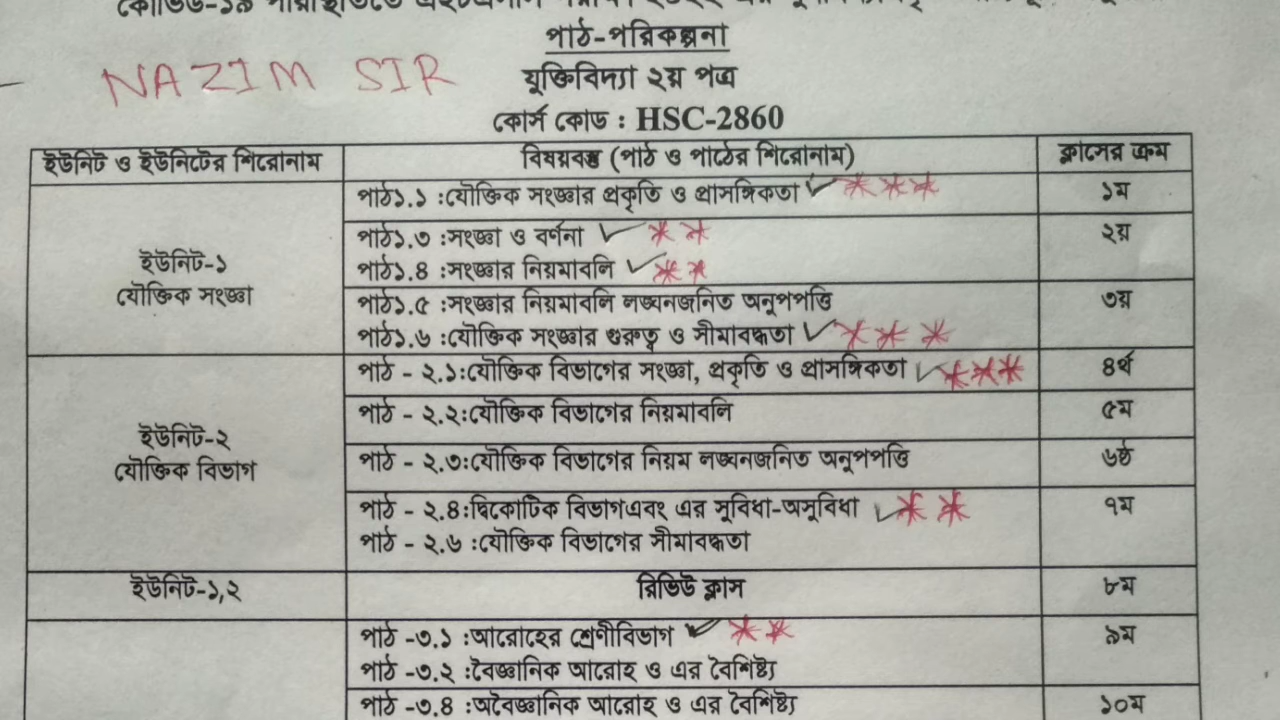 পাঠ-পরিকল্পনা
NAZIM SIR
যুক্তিবিদ্যা ২য় পত্র
কোর্স কোড : HSC-2860
ইউনিট ও ইউনিটের শিরোনাম বিষয়বস্তু (পাঠ ও পাঠের শিরোনাম) ক্লাসের ক্রম
পাঠ১.১ :যৌক্তিক সংজ্ঞার প্রকৃতি ও প্রাসঙ্গিকতা ১ম
ইউনিট-১
যৌক্তিক সংজ্ঞা
পাঠ১.৩ :সংজ্ঞা ও বর্ণনা ২য়
পাঠ১.৪ :সংজ্ঞার নিয়মাবলি
পাঠ১.৫ :সংজ্ঞার নিয়মাবলি লঙ্ঘনজনিত অনুপপত্তি ৩য়
পাঠ১.৬ :যৌক্তিক সংজ্ঞার গুরুত্ব ও সীমাবদ্ধতা
পাঠ - ২.১:যৌক্তিক বিভাগের সংজ্ঞা, প্রকৃতি ও প্রাসঙ্গিকতা ৪র্থ
ইউনিট-২
যৌক্তিক বিভাগ
পাঠ - ২.২:যৌক্তিক বিভাগের নিয়মাবলি ৫ম
পাঠ - ২.৩:যৌক্তিক বিভাগের নিয়ম লঙ্ঘনজনিত অনুপপত্তি ৬ষ্ঠ
পাঠ - ২.৪:দ্বিকোটিক বিভাগএবং এর সুবিধা-অসুবিধা ৭ম
পাঠ - ২.৬ :যৌক্তিক বিভাগের সীমাবদ্ধতা
ইউনিট-১,২ রিভিউ ক্লাস ৮ম
পাঠ -৩.১ :আরোহের শ্রেণীবিভাগ ৯ম
পাঠ -৩.২ :বৈজ্ঞানিক আরোহ ও এর বৈশিষ্ট্য
পাঠ -৩.৪ :অবৈজ্ঞানিক আরোহ ও এর বৈশিষ্ট্য ১০ম